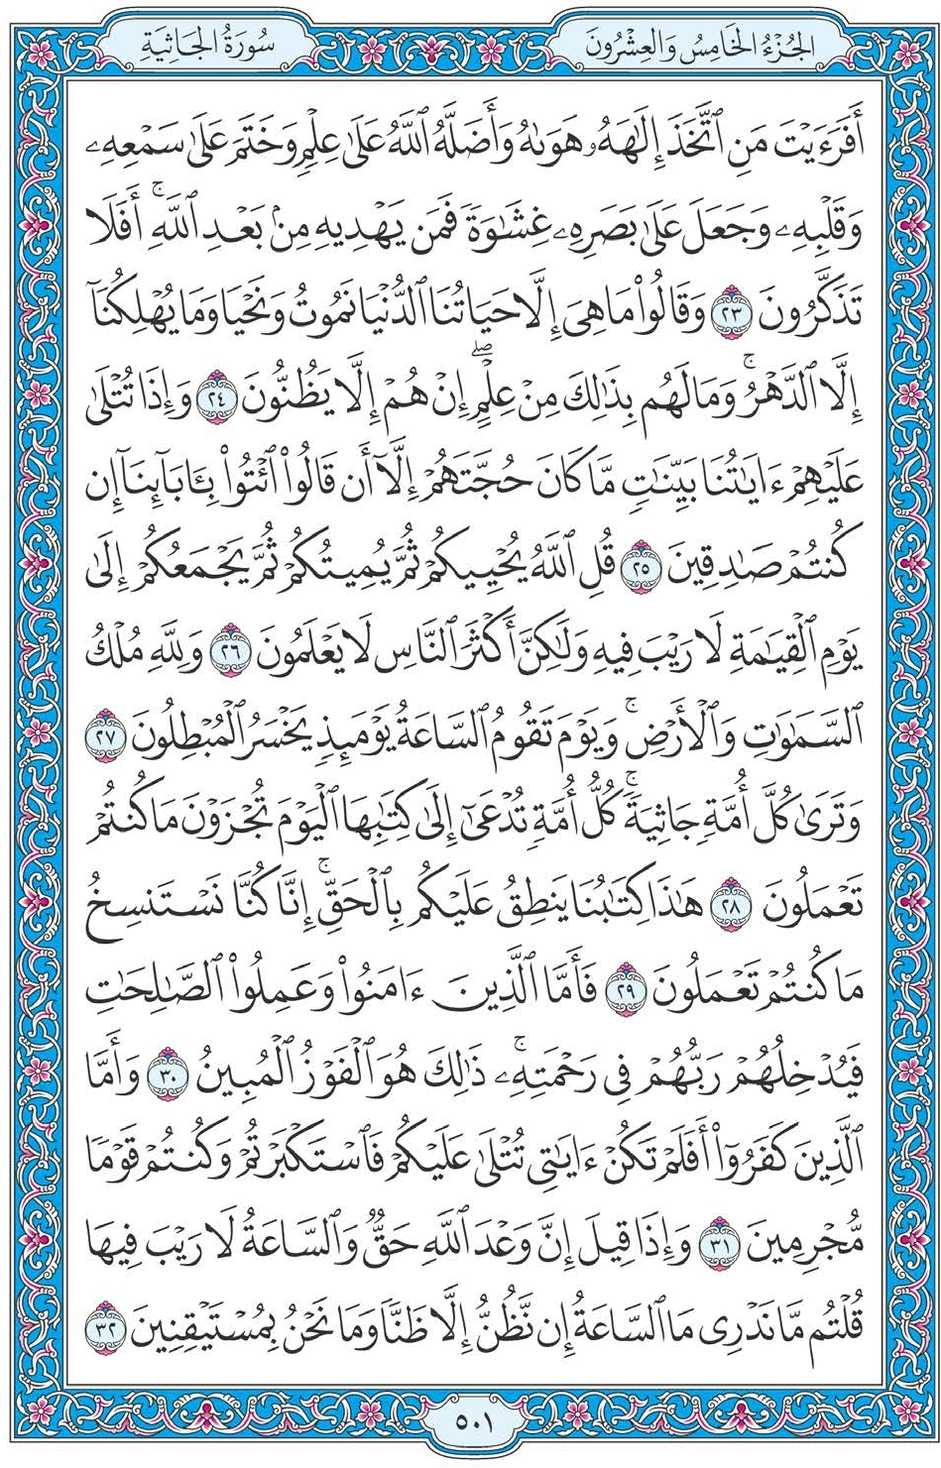 الجُزْءُ الخَامِسُ وَالعِشْرُونَ
سُورَةُ الجَاثِيَةِ
أَفَرَءَيْتَ مَنِ ٱتَّخَذَ إِلَٰهَهُۥ هَوَىٰهُ وَأَضَلَّهُ ٱللَّهُ عَلَىٰ عِلْمٍ وَخَتَمَ عَلَىٰ سَمْعِهِۦ
وَقَلْبِهِۦ وَجَعَلَ عَلَىٰ بَصَرِهِۦ غِشَٰوَةً فَمَن يَهْدِيهِ مِنۢ بَعْدِ ٱللَّهِۚ أَفَلَا
تَذَكَّرُونَ ٢٣ وَقَالُوا۟ مَا هِىَ إِلَّا حَيَاتُنَا ٱلدُّنْيَا نَمُوتُ وَنَحْيَا وَمَا يُهْلِكُنَآ
إِلَّا ٱلدَّهْرُۚ وَمَا لَهُم بِذَٰلِكَ مِنْ عِلْمٍۖ إِنْ هُمْ إِلَّا يَظُنُّونَ ٢٤ وَإِذَا تُتْلَىٰ
عَلَيْهِمْ ءَايَٰتُنَا بَيِّنَٰتٍ مَّا كَانَ حُجَّتَهُمْ إِلَّآ أَن قَالُوا۟ ٱئْتُوا۟ بِـَٔابَآئِنَآ إِن
كُنتُمْ صَٰدِقِينَ ٢٥ قُلِ ٱللَّهُ يُحْيِيكُمْ ثُمَّ يُمِيتُكُمْ ثُمَّ يَجْمَعُكُمْ إِلَىٰ
يَوْمِ ٱلْقِيَٰمَةِ لَا رَيْبَ فِيهِ وَلَٰكِنَّ أَكْثَرَ ٱلنَّاسِ لَا يَعْلَمُونَ ٢٦ وَلِلَّهِ مُلْكُ
ٱلسَّمَٰوَٰتِ وَٱلْأَرْضِۚ وَيَوْمَ تَقُومُ ٱلسَّاعَةُ يَوْمَئِذٍ يَخْسَرُ ٱلْمُبْطِلُونَ ٢٧
وَتَرَىٰ كُلَّ أُمَّةٍ جَاثِيَةًۚ كُلُّ أُمَّةٍ تُدْعَىٰٓ إِلَىٰ كِتَٰبِهَا ٱلْيَوْمَ تُجْزَوْنَ مَا كُنتُمْ
تَعْمَلُونَ ٢٨ هَٰذَا كِتَٰبُنَا يَنطِقُ عَلَيْكُم بِٱلْحَقِّۚ إِنَّا كُنَّا نَسْتَنسِخُ
مَا كُنتُمْ تَعْمَلُونَ ٢٩ فَأَمَّا ٱلَّذِينَ ءَامَنُوا۟ وَعَمِلُوا۟ ٱلصَّٰلِحَٰتِ
فَيُدْخِلُهُمْ رَبُّهُمْ فِى رَحْمَتِهِۦۚ ذَٰلِكَ هُوَ ٱلْفَوْزُ ٱلْمُبِينُ ٣٠ وَأَمَّا
ٱلَّذِينَ كَفَرُوٓا۟ أَفَلَمْ تَكُنْ ءَايَٰتِى تُتْلَىٰ عَلَيْكُمْ فَٱسْتَكْبَرْتُمْ وَكُنتُمْ قَوْمًا
مُّجْرِمِينَ ٣١ وَإِذَا قِيلَ إِنَّ وَعْدَ ٱللَّهِ حَقٌّ وَٱلسَّاعَةُ لَا رَيْبَ فِيهَا
قُلْتُم مَّا نَدْرِى مَا ٱلسَّاعَةُ إِن نَّظُنُّ إِلَّا ظَنًّا وَمَا نَحْنُ بِمُسْتَيْقِنِينَ ٣٢
٥٠١